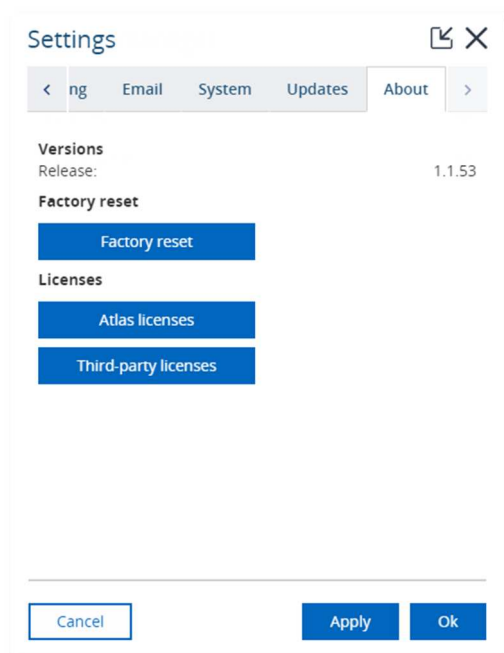 Settings
ng Email System Updates About
Versions
Release: 1.1.53
Factory reset
Factory reset
Licenses
Atlas licenses
Third-party licenses
Cancel Apply Ok